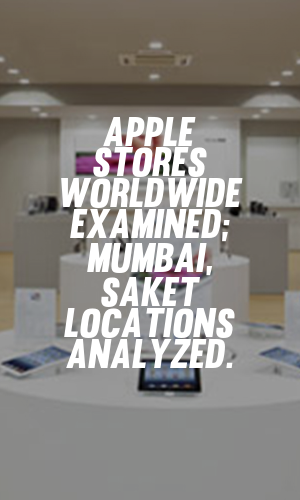 APPLE
STORES
WORLDWIDE
EXAMINED;
MUMBAI,
SAKET
LOCATIONS
ANALYZED.